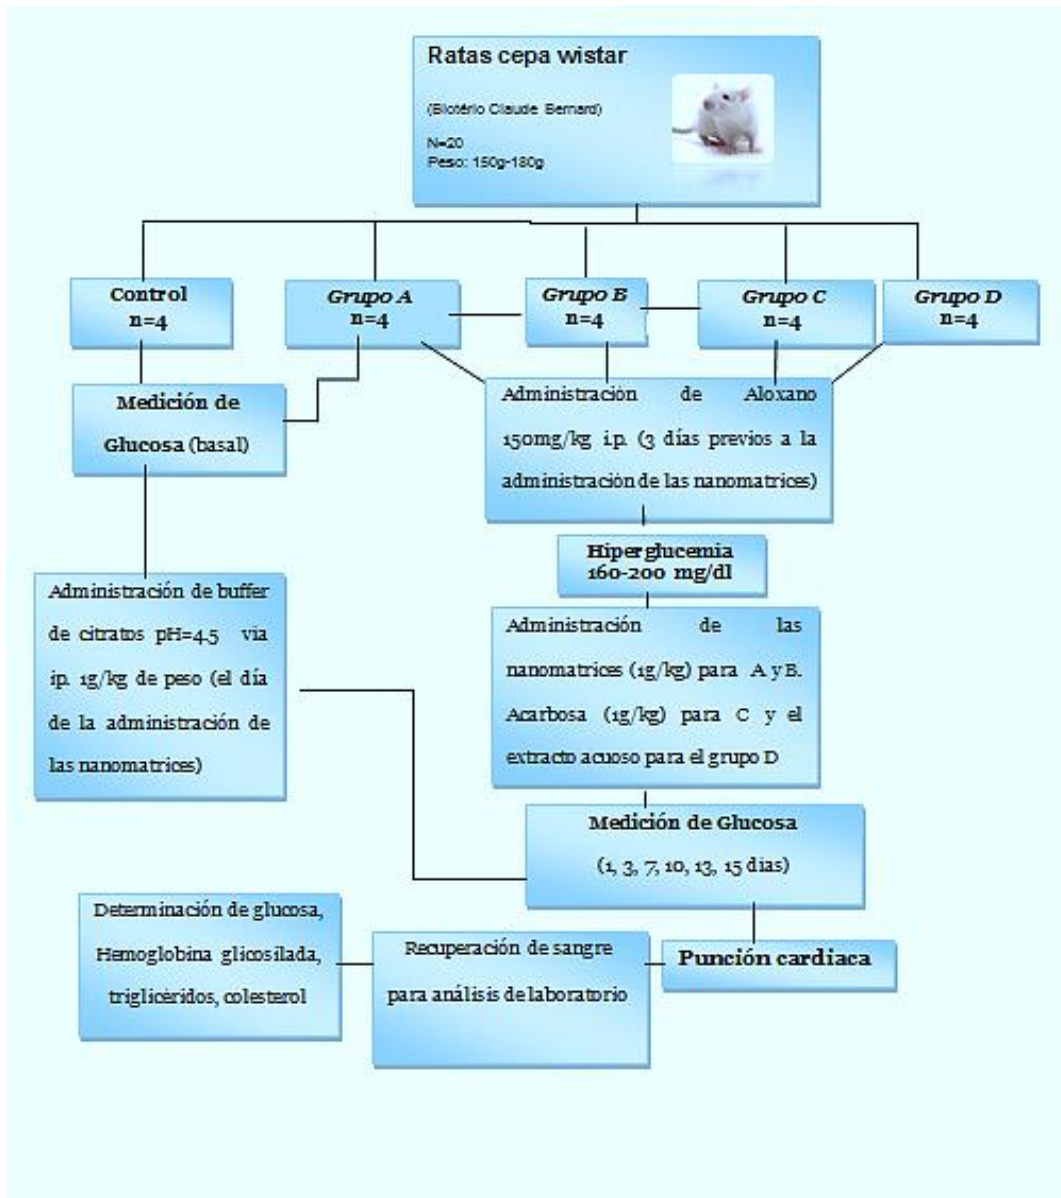 Ratas cepa wistar
(Biotério Claude Bernard)
N=20
Peso: 150g-180g
Control
n=4
Grupo A
n=4
Grupo B
n=4
Grupo C
n=4
Grupo D
n=4
Medición de
Glucosa (basal)
Administración de Aloxano
150mg/kg i.p. (3 días previos a la
administración de las nanomatrices)
Hiperglucemia
160-200 mg/dl
Administración de buffer
de citratos pH=4.5 via
ip. 1g/kg de peso (el día
de la administración de
las nanomatrices)
Administración de las
nanomatrices (1g/kg) para A y B.
Acarbosa (1g/kg) para C y el
extracto acuoso para el grupo D
Medición de Glucosa
(1, 3, 7, 10, 13, 15 dias)
Determinación de glucosa,
Hemoglobina glicosilada,
triglicéridos, colesterol
Recuperación de sangre
para análisis de laboratorio
Punción cardiaca